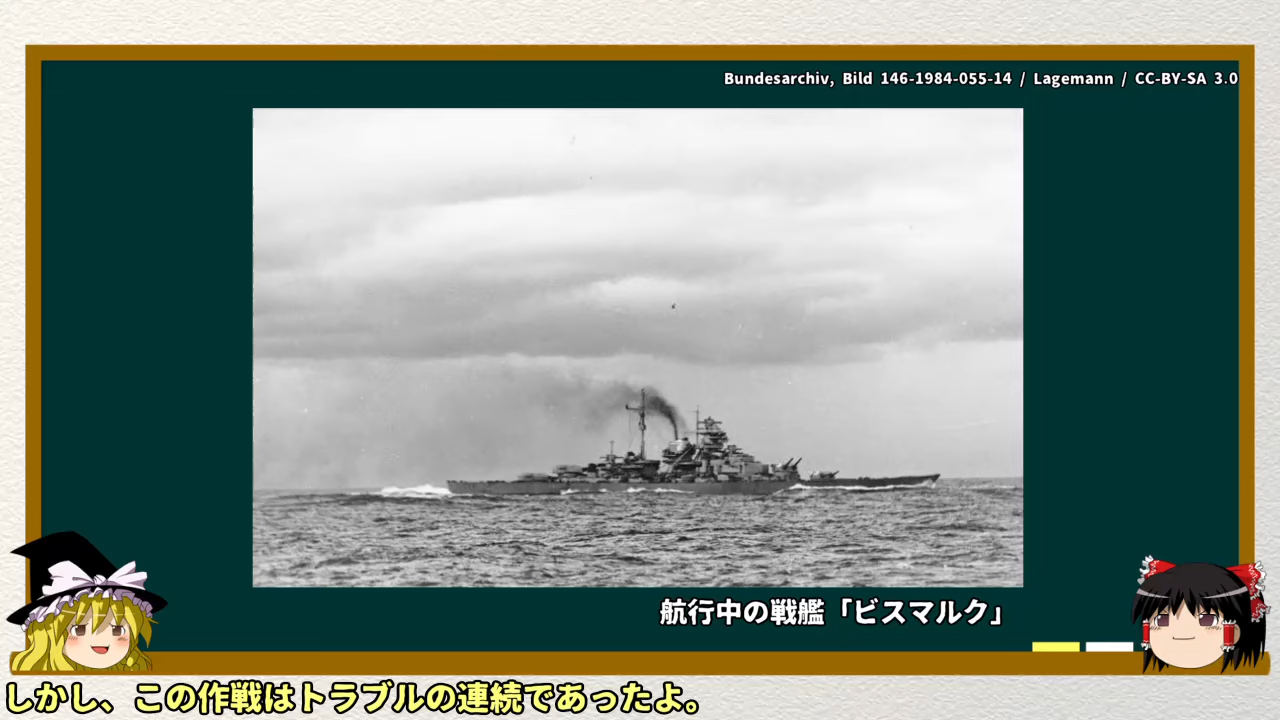 Bundesarchiv, Bild 146-1984-055-14 / Lagemann / CC-BY-SA 3.0
航行中の戦艦「ビスマルク」
しかし、この作戦はトラブルの連続であったよ。